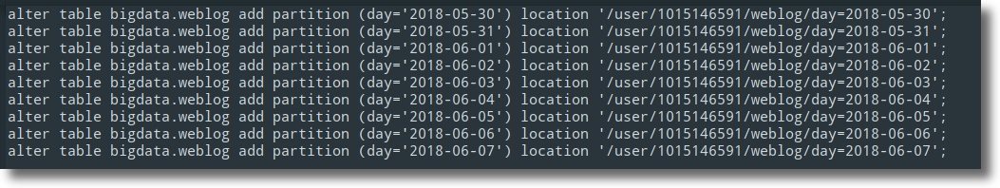 alter table bigdata.weblog add partition (day='2018-05-30') location '/user/1015146591/weblog/day=2018-05-30';
alter table bigdata.weblog add partition (day='2018-05-31') location '/user/1015146591/weblog/day=2018-05-31';
alter table bigdata.weblog add partition (day='2018-06-01') location '/user/1015146591/weblog/day=2018-06-01';
alter table bigdata.weblog add partition (day='2018-06-02') location '/user/1015146591/weblog/day=2018-06-02';
alter table bigdata.weblog add partition (day='2018-06-03') location '/user/1015146591/weblog/day=2018-06-03';
alter table bigdata.weblog add partition (day='2018-06-04') location '/user/1015146591/weblog/day=2018-06-04';
alter table bigdata.weblog add partition (day='2018-06-05') location '/user/1015146591/weblog/day=2018-06-05';
alter table bigdata.weblog add partition (day='2018-06-06') location '/user/1015146591/weblog/day=2018-06-06';
alter table bigdata.weblog add partition (day='2018-06-07') location '/user/1015146591/weblog/day=2018-06-07';